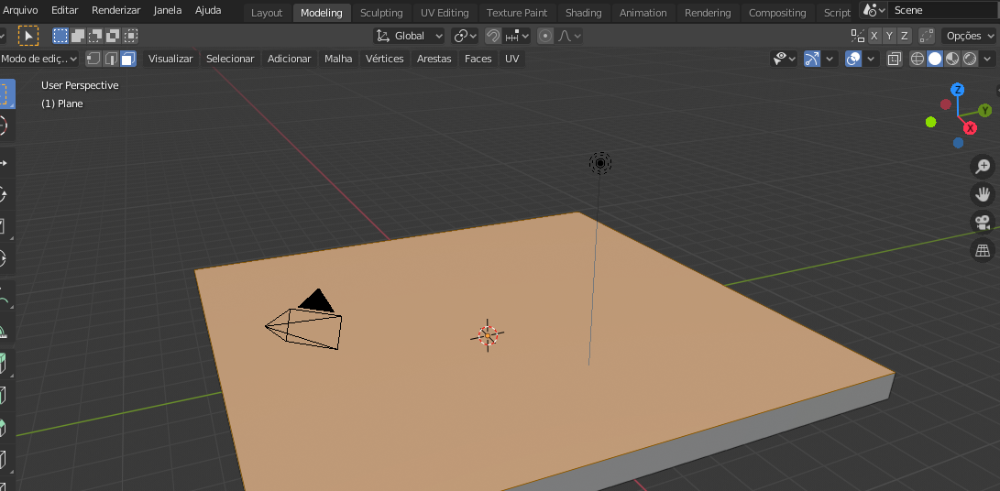 Arquivo Editar Renderizar Janela Ajuda Layout Modeling Sculpting UV Editing Texture Paint Shading Animation Rendering Compositing Script Scene
Global X Y Z Opções
Modo de ediç.. Visualizar Selecionar Adicionar Malha Vértices Arestas Faces UV
User Perspective
(1) Plane
Z
Y
X